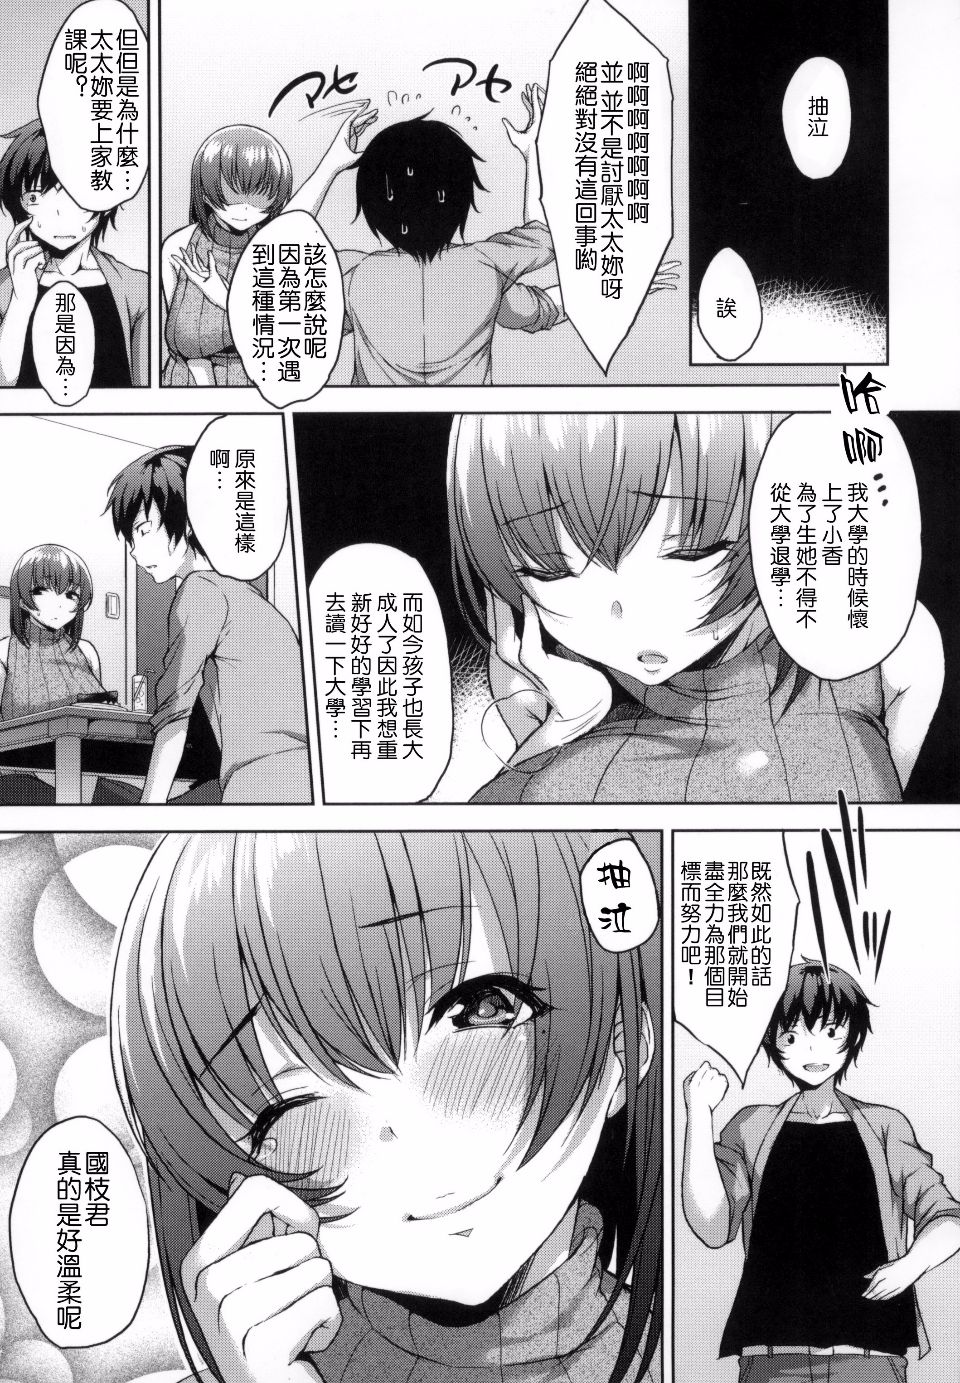 抽泣
誒
啊啊啊啊啊啊
並 並不是討厭太太妳呀
絕絕對沒有這回事喲
アセ
アセ
該怎麼說呢
因為第一次遇
到這種情況…
但但是為什麼…
太太妳要上家教
課呢?
那是因為…
哈啊…
我大學的時候懷
上了小香
為了生她不得不
從大學退學…
而如今孩子也長大
成人了因此我想重
新好好的學習下再
去讀一下大學…
原來是這樣
啊…
既然如此的話
那麼我們就開始
盡全力為那個目
標而努力吧!
抽泣
國枝君
真的是好溫柔呢